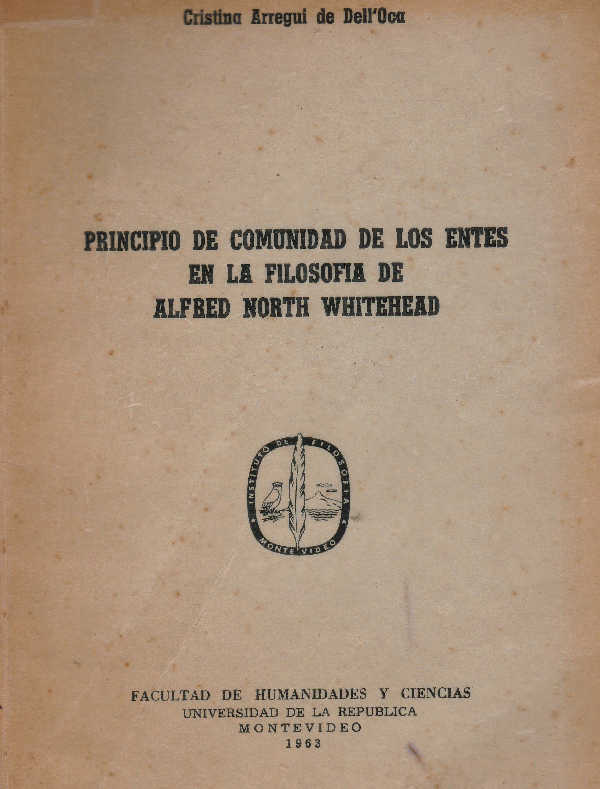 Cristina Arregui de Dell'Oca
PRINCIPIO DE COMUNIDAD DE LOS ENTES
EN LA FILOSOFIA DE
ALFRED NORTH WHITEHEAD
INSTITUTO DE FILOSOFIA
MONTEVIDEO
FACULTAD DE HUMANIDADES Y CIENCIAS
UNIVERSIDAD DE LA REPUBLICA
MONTEVIDEO
1963